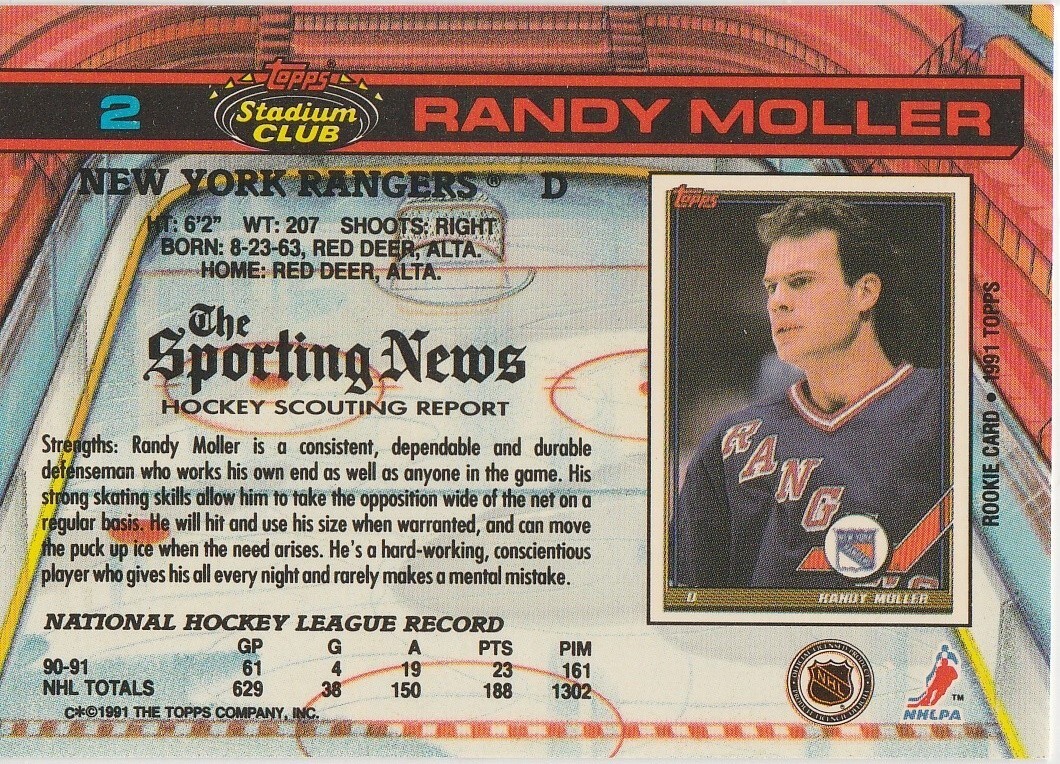 2
Topps®
Stadium
CLUB
RANDY MOLLER
NEW YORK RANGERS® D
HT: 6'2" WT: 207 SHOOTS: RIGHT
BORN: 8-23-63, RED DEER, ALTA.
HOME: RED DEER, ALTA.
The
Sporting News
HOCKEY SCOUTING REPORT
Strengths: Randy Moller is a consistent, dependable and durable
defenseman who works his own end as well as anyone in the game. His
strong skating skills allow him to take the opposition wide of the net on a
regular basis. He will hit and use his size when warranted, and can move
the puck up ice when the need arises. He's a hard-working, conscientious
player who gives his all every night and rarely makes a mental mistake.
NATIONAL HOCKEY LEAGUE RECORD
GP G A PTS PIM
90-91 61 4 19 23 161
NHL TOTALS 629 38 150 188 1302
C*©1991 THE TOPPS COMPANY, INC.
Topps
RANG
D RANDY MOLLER
ROOKIE CARD • 1991 TOPPS
NHL
NHLPA
TM